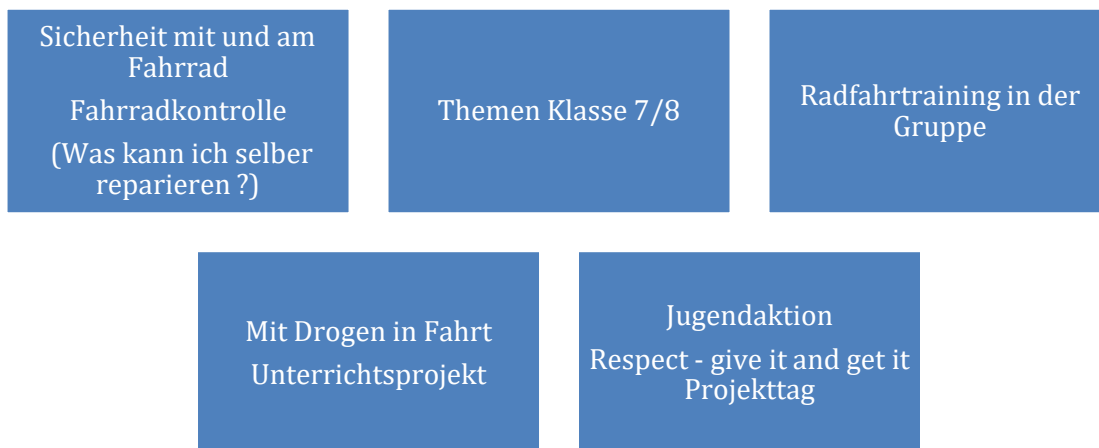 Sicherheit mit und am
Fahrrad
Fahrradkontrolle
(Was kann ich selber
reparieren ?)
Themen Klasse 7/8
Radfahrtraining in der
Gruppe
Mit Drogen in Fahrt
Unterrichtsprojekt
Jugendaktion
Respect - give it and get it
Projekttag